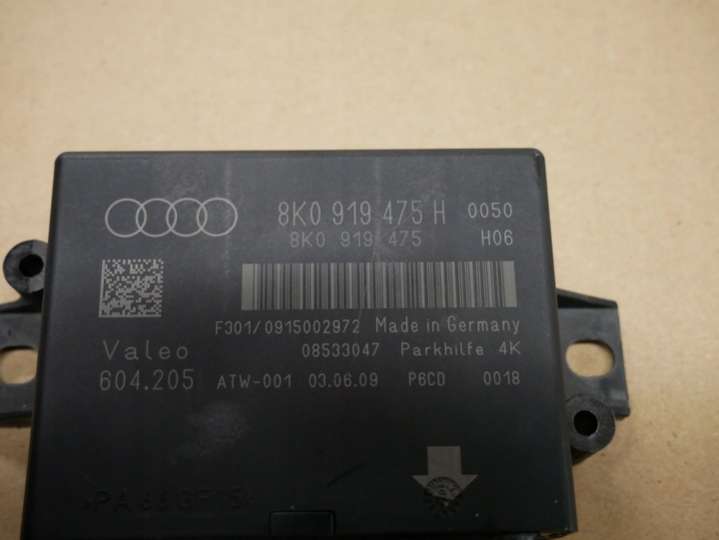 8K0 919 475 H 0050
8K0 919 475 H06
F301/0915002972 Made in Germany
Valeo 08533047 Parkhilfe 4K
604.205 ATW-001 03.06.09 P6CD 0018